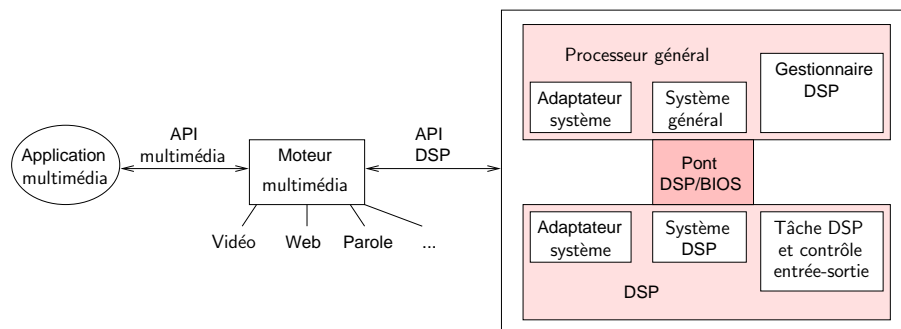 Application
multimédia
API
multimédia
Moteur
multimédia
Vidéo
Web
Parole
...
API
DSP
Processeur général
Adaptateur
système
Système
général
Gestionnaire
DSP
Pont
DSP/BIOS
Adaptateur
système
Système
DSP
Tâche DSP
et contrôle
entrée-sortie
DSP